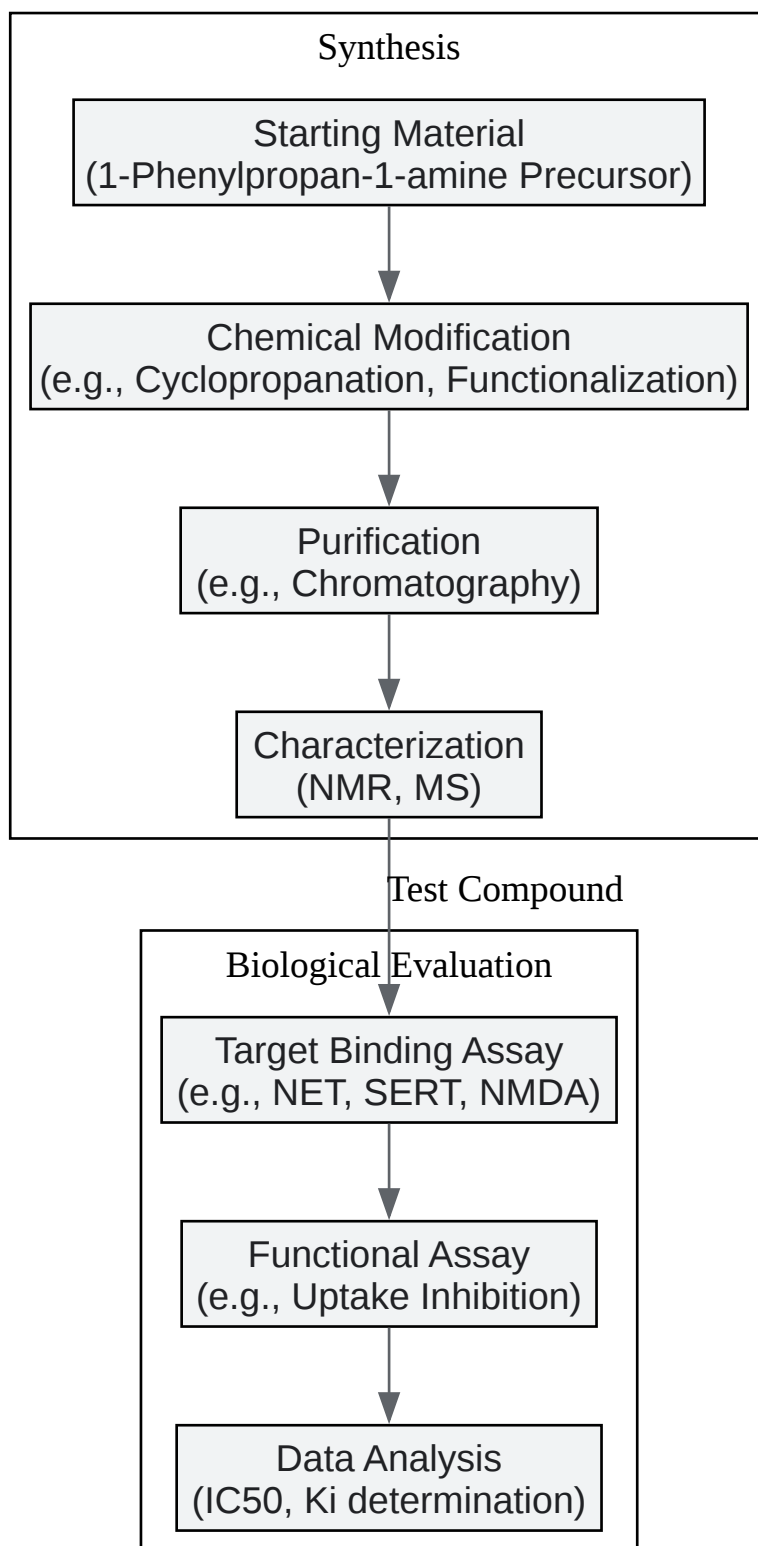 Synthesis
Starting Material
(1-Phenylpropan-1-amine Precursor)
Chemical Modification
(e.g., Cyclopropanation, Functionalization)
Purification
(e.g., Chromatography)
Characterization
(NMR, MS)
Test Compound
Biological Evaluation
Target Binding Assay
(e.g., NET, SERT, NMDA)
Functional Assay
(e.g., Uptake Inhibition)
Data Analysis
(IC50, Ki determination)